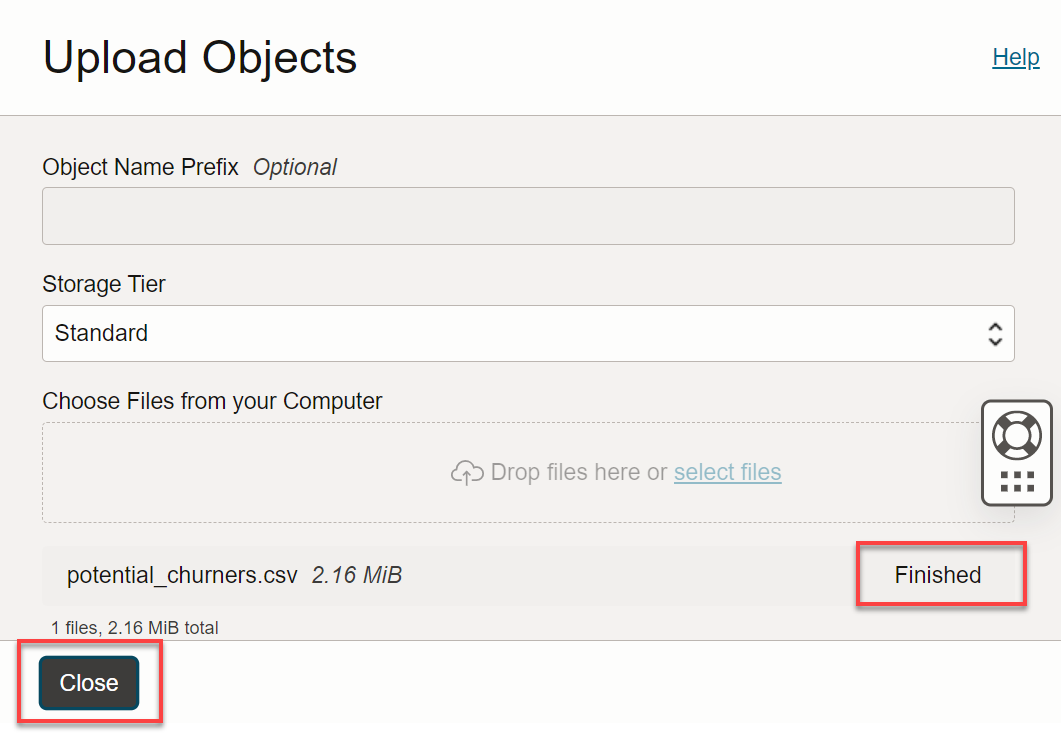 Upload Objects
Help
Object Name Prefix Optional
Storage Tier
Standard
Choose Files from your Computer
Drop files here or select files
potential_churners.csv 2.16 MiB
Finished
1 files, 2.16 MiB total
Close